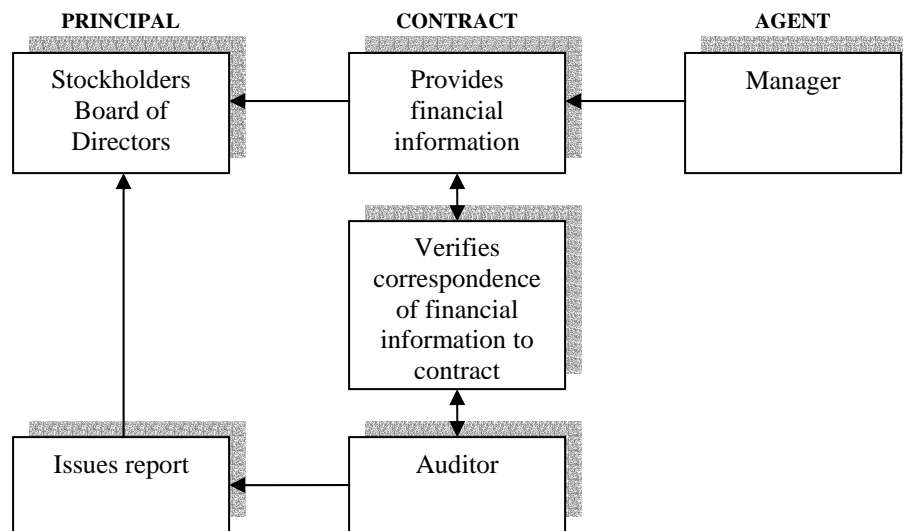 PRINCIPAL
CONTRACT
AGENT
Stockholders
Board of
Directors
Provides
financial
information
Manager
Verifies
correspondence
of financial
information to
contract
Issues report
Auditor